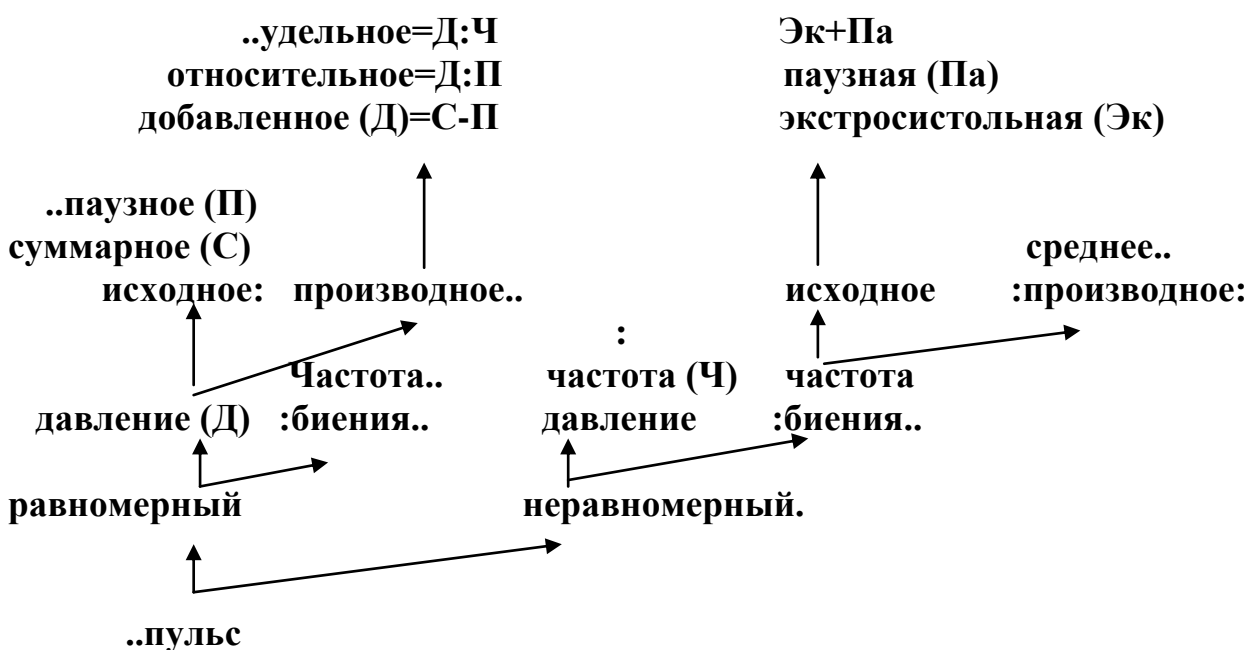 ..удельное=Д:Ч Эк+Па
относительное=Д:П паузная (Па)
добавленное (Д)=С-П экстросистольная (Эк)
..паузное (П)
суммарное (С) среднее..
исходное: производное.. исходное :производное:
:
Частота.. частота (Ч) частота
давление (Д) :биения.. давление :биения..
равномерный неравномерный.
..пульс